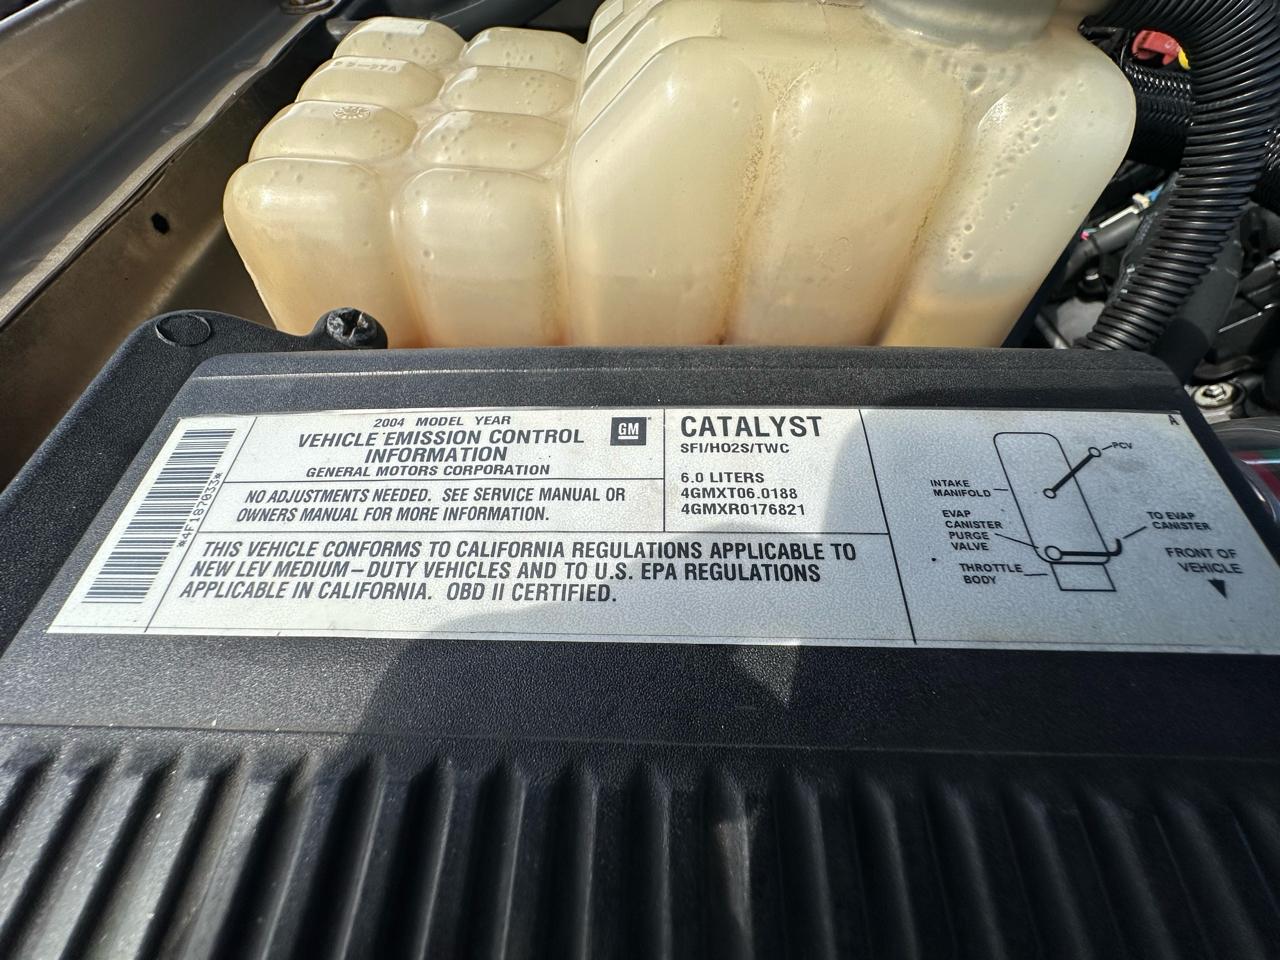 2004 MODEL YEAR
VEHICLE EMISSION CONTROL
INFORMATION
GENERAL MOTORS CORPORATION
GM
NO ADJUSTMENTS NEEDED. SEE SERVICE MANUAL OR
OWNERS MANUAL FOR MORE INFORMATION.
THIS VEHICLE CONFORMS TO CALIFORNIA REGULATIONS APPLICABLE TO
NEW LEV MEDIUM-DUTY VEHICLES AND TO U.S. EPA REGULATIONS
APPLICABLE IN CALIFORNIA. OBD II CERTIFIED.
*4F187033*
CATALYST
SFI/HO2S/TWC
6.0 LITERS
4GMXT06.0188
4GMXR0176821
A
PCV
INTAKE
MANIFOLD
EVAP
CANISTER
PURGE
VALVE
THROTTLE
BODY
TO EVAP
CANISTER
FRONT OF
VEHICLE